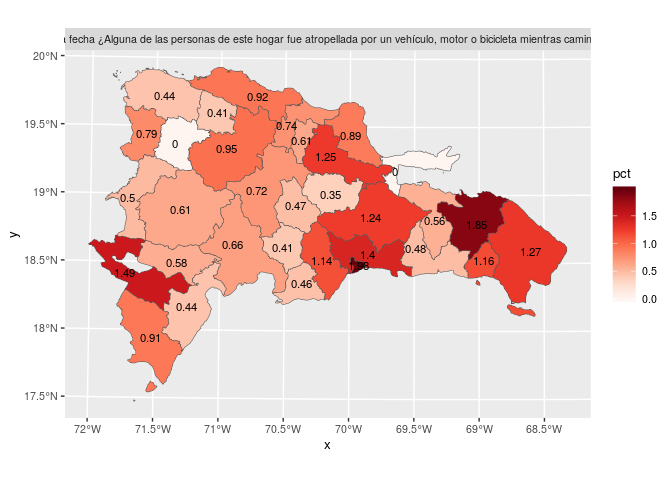 fecha ¿Alguna de las personas de este hogar fue atropellada por un vehículo, motor o bicicleta mientras camin
20°N
19.5°N
19°N
18.5°N
18°N
17.5°N
y
0.44
0.92
0.41
0.79
0.74
0.61
0.89
0
0.95
1.25
0
0.5
0.61
0.72
0.47
0.35
1.24
0.56
1.85
0.66
0.41
1.4
0.48
1.27
1.49
0.58
1.14
1.16
0.44
0.46
0.91
72°W
71.5°W
71°W
70.5°W
70°W
69.5°W
69°W
68.5°W
x
pct
1.5
1.0
0.5
0.0